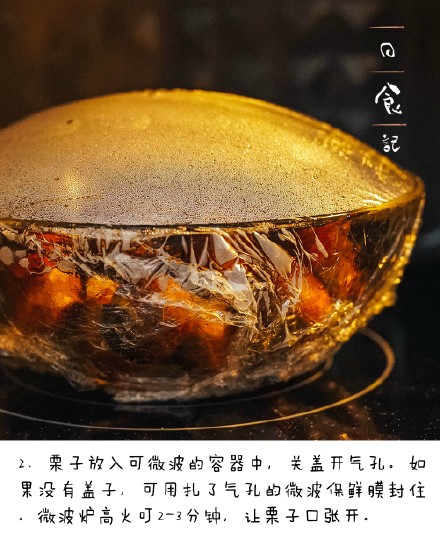 日
食
記
2. 栗子放入可微波的容器中, 关盖开气孔。如
果没有盖子, 可用扎了气孔的微波保鲜膜封住
. 微波炉高火叮2-3分钟, 让栗子口张开.